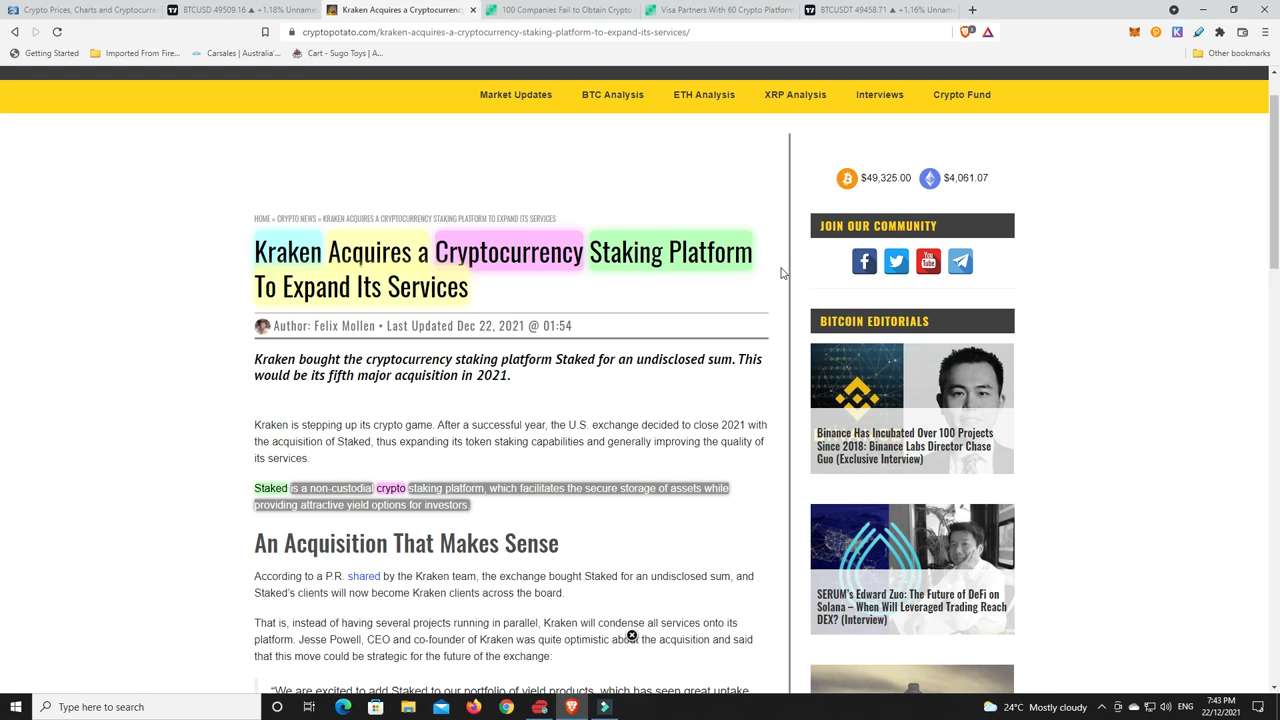 Crypto Prices, Charts and Cryptocurr
BTCUSD 49509.16 ▲ +1.18% Unname
Kraken Acquires a Cryptocurrency
100 Companies Fail to Obtain Crypto
Visa Partners With 60 Crypto Platform
BTCUSDT 49458.71 ▲ +1.16% Unnam
cryptopotato.com/kraken-acquires-a-cryptocurrency-staking-platform-to-expand-its-services/
Getting Started
Imported From Fire...
Carsales | Australia'...
Cart - Sugo Toys | A...
Other bookmarks
Market Updates
BTC Analysis
ETH Analysis
XRP Analysis
Interviews
Crypto Fund
$49,325.00
$4,061.07
HOME » CRYPTO NEWS » KRAKEN ACQUIRES A CRYPTOCURRENCY STAKING PLATFORM TO EXPAND ITS SERVICES
Kraken Acquires a Cryptocurrency Staking Platform
To Expand Its Services
Author: Felix Mollen • Last Updated Dec 22, 2021 @ 01:54
Kraken bought the cryptocurrency staking platform Staked for an undisclosed sum. This
would be its fifth major acquisition in 2021.
Kraken is stepping up its crypto game. After a successful year, the U.S. exchange decided to close 2021 with
the acquisition of Staked, thus expanding its token staking capabilities and generally improving the quality of
its services.
Staked is a non-custodial crypto staking platform, which facilitates the secure storage of assets while
providing attractive yield options for investors.
An Acquisition That Makes Sense
According to a P.R. shared by the Kraken team, the exchange bought Staked for an undisclosed sum, and
Staked's clients will now become Kraken clients across the board.
That is, instead of having several projects running in parallel, Kraken will condense all services onto its
platform. Jesse Powell, CEO and co-founder of Kraken was quite optimistic about the acquisition and said
that this move could be strategic for the future of the exchange:
"We are excited to add Staked to our portfolio of yield products, which has seen great uptake
JOIN OUR COMMUNITY
You
Tube
BITCOIN EDITORIALS
Binance Has Incubated Over 100 Projects
Since 2018: Binance Labs Director Chase
Guo (Exclusive Interview)
SERUM's Edward Zuo: The Future of DeFi on
Solana – When Will Leveraged Trading Reach
DEX? (Interview)
Type here to search
24°C Mostly cloudy
ENG
7:43 PM
22/12/2021